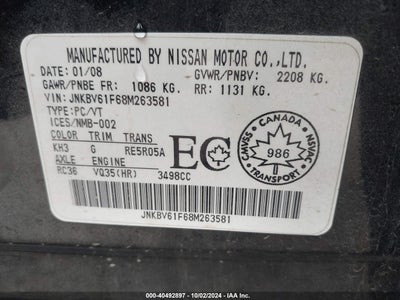 MANUFACTURED BY NISSAN MOTOR CO.,LTD.
DATE: 01/08 GVWR/PNBV: 2208 KG.
GAWR/PNBE FR: 1086 KG. RR: 1131 KG.
VIN: JNKBV61F68M263581
TYPE: PC/VT
ICES/NMB-002
COLOR TRIM TRANS
KH3 G RE5R05A
AXLE ENGINE
RC36 VQ35(HR) 3498CC
EC
CANADA
CMVSS
986
NSVAC
TRANSPORT
JNKBV61F68M263581
STOCK #: 40492897 - 10/02/2024 - © IAA, Inc.